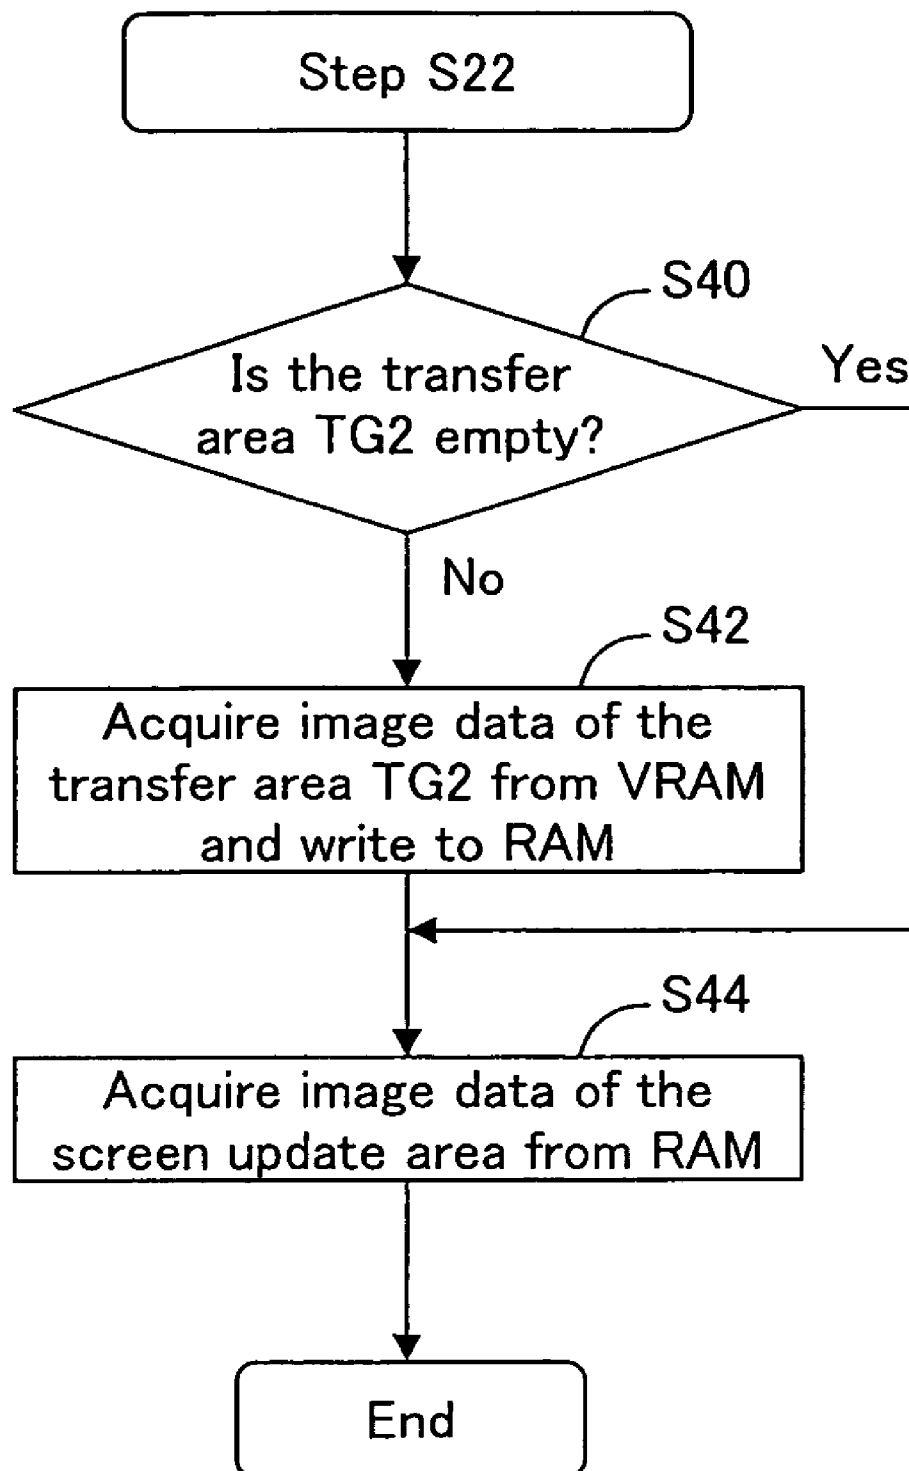 Step S22
S40
Yes
Is the transfer
area TG2 empty?
No
S42
Acquire image data of the
transfer area TG2 from VRAM
and write to RAM
S44
Acquire image data of the
screen update area from RAM
End